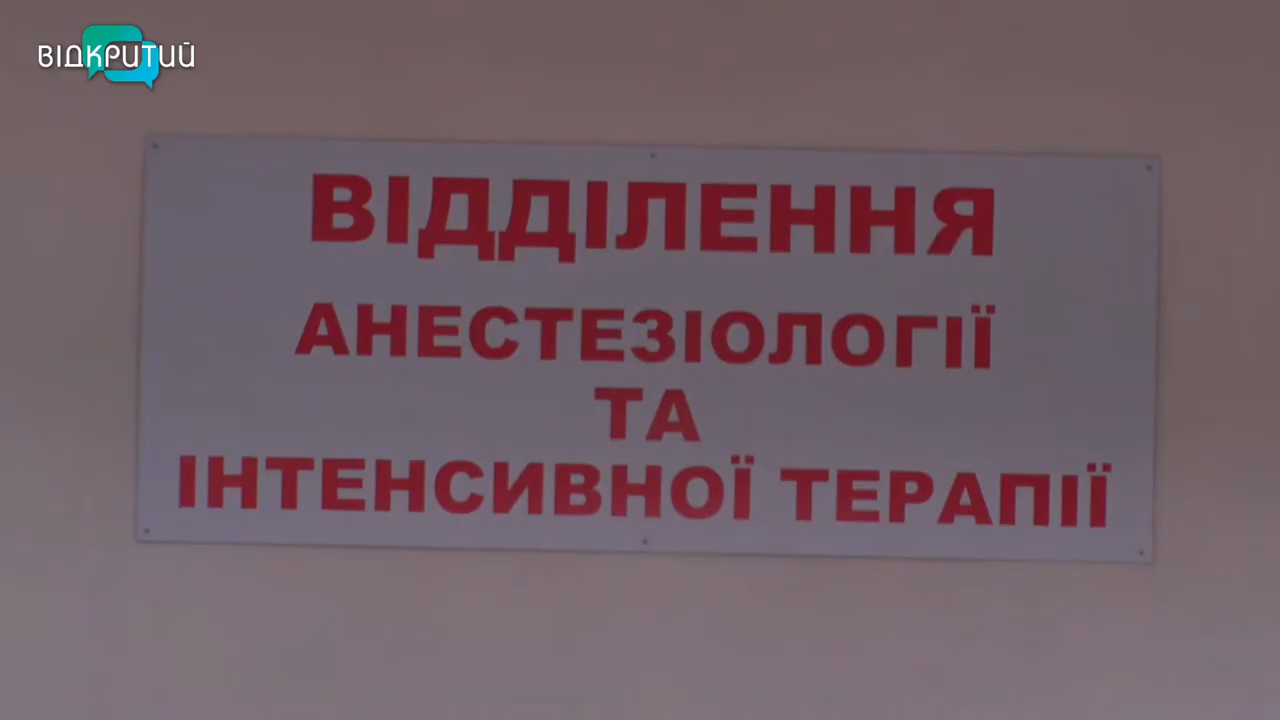 ВІДКРИТИЙ
ВІДДІЛЕННЯ
АНЕСТЕЗІОЛОГІЇ
ТА
ІНТЕНСИВНОЇ ТЕРАПІЇ